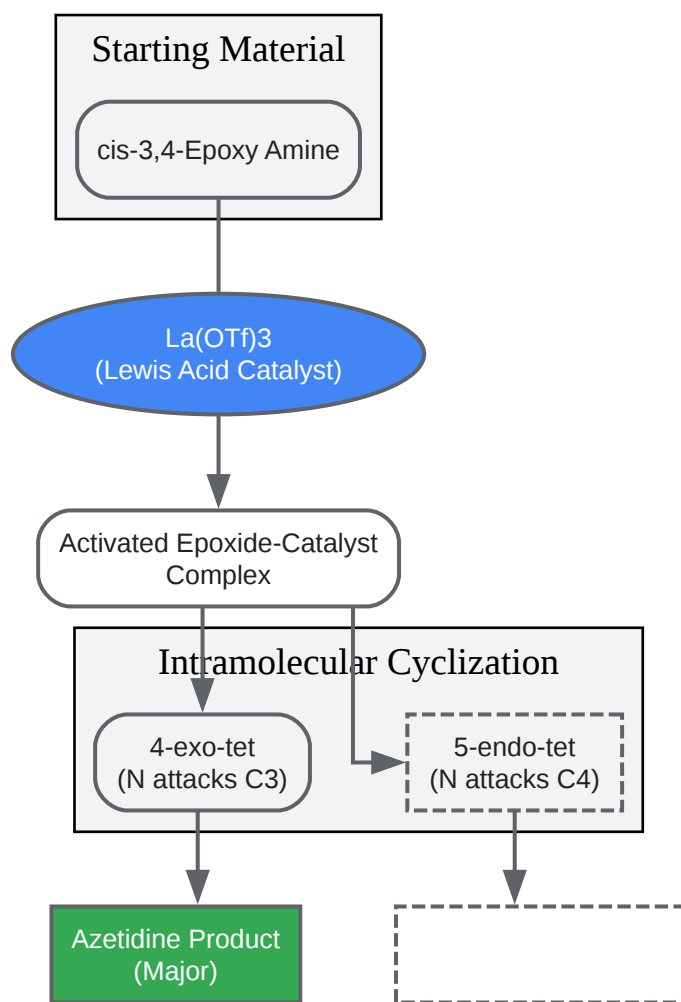 Starting Material
cis-3,4-Epoxy Amine
La(OTf)3
(Lewis Acid Catalyst)
Activated Epoxide-Catalyst
Complex
Intramolecular Cyclization
4-exo-tet
(N attacks C3)
5-endo-tet
(N attacks C4)
Azetidine Product
(Major)